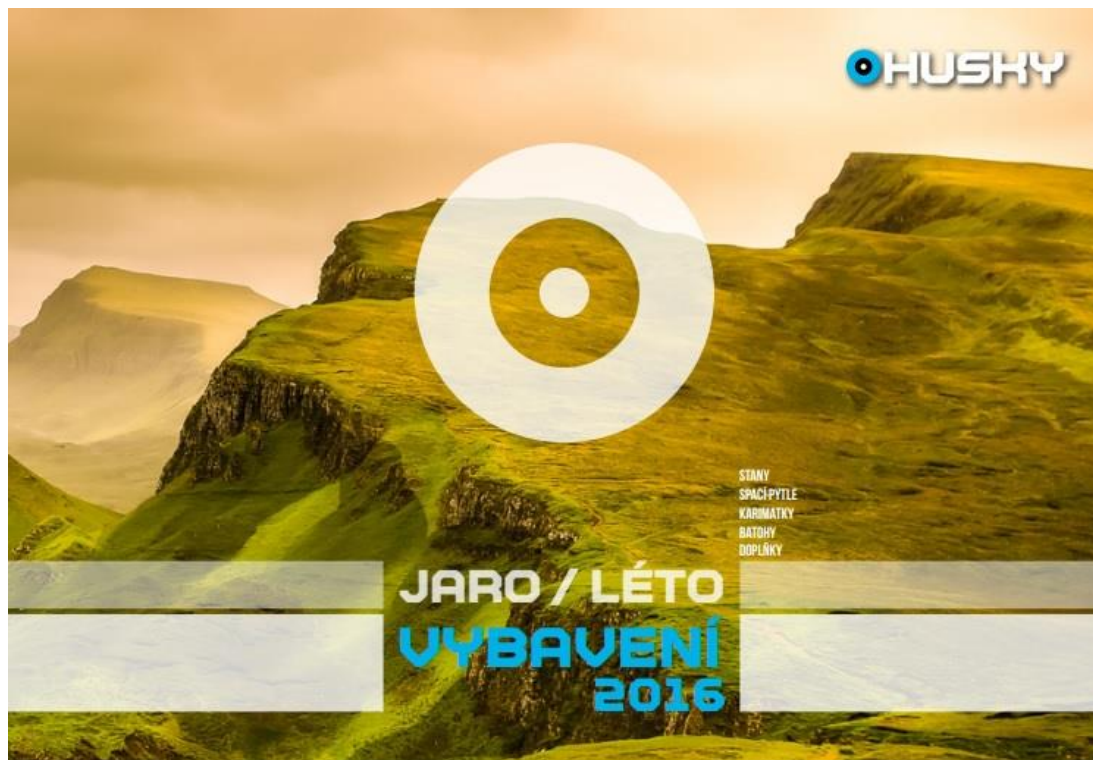 HUSKY
STANY
SPACÍ PYTLE
KARIMATKY
BATOHY
DOPLŇKY
JARO / LÉTO
VYBAVENÍ
2016